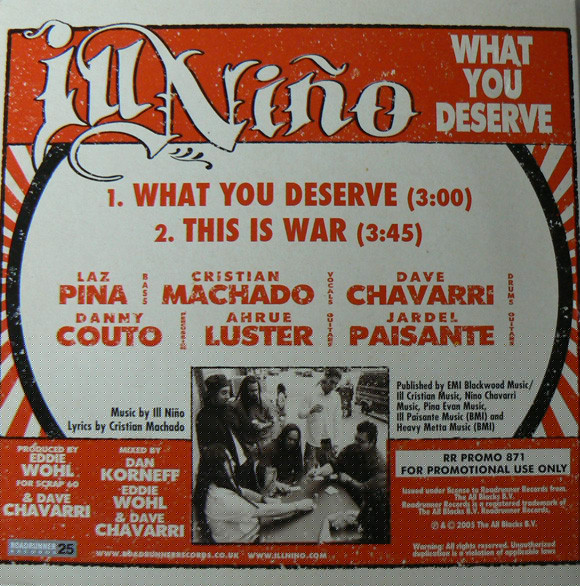 ill Niño
WHAT
YOU
DESERVE
1. WHAT YOU DESERVE (3:00)
2. THIS IS WAR (3:45)
LAZ
PINA
BASS
CRISTIAN
MACHADO
VOCALS
DAVE
CHAVARRI
DRUMS
DANNY
COUTO
PERCUSSION
AHRUE
LUSTER
GUITARS
JARDEL
PAISANTE
GUITARS
Music by Ill Niño
Lyrics by Cristian Machado
Published by EMI Blackwood Music/
Ill Cristian Music, Nino Chavarri
Music, Pina Evan Music,
Ill Paisante Music (BMI) and
Heavy Metta Music (BMI)
PRODUCED BY
EDDIE
WOHL
FOR SCRAP 60
& DAVE
CHAVARRI
MIXED BY
DAN
KORNEFF
EDDIE
WOHL
& DAVE
CHAVARRI
RR PROMO 871
FOR PROMOTIONAL USE ONLY
Issued under license to Roadrunner Records from.
The All Blacks B.V.
Roadrunner Records is a registered trademark of
The All Blacks B.V. Roadrunner Records,
℗ & © 2005 The All Blacks B.V.
Warning: All rights reserved. Unauthorized
duplication is a violation of applicable laws
ROADRUNNER
RECORDS
25
WWW.ROADRUNNERRECORDS.CO.UK WWW.ILLNINO.COM